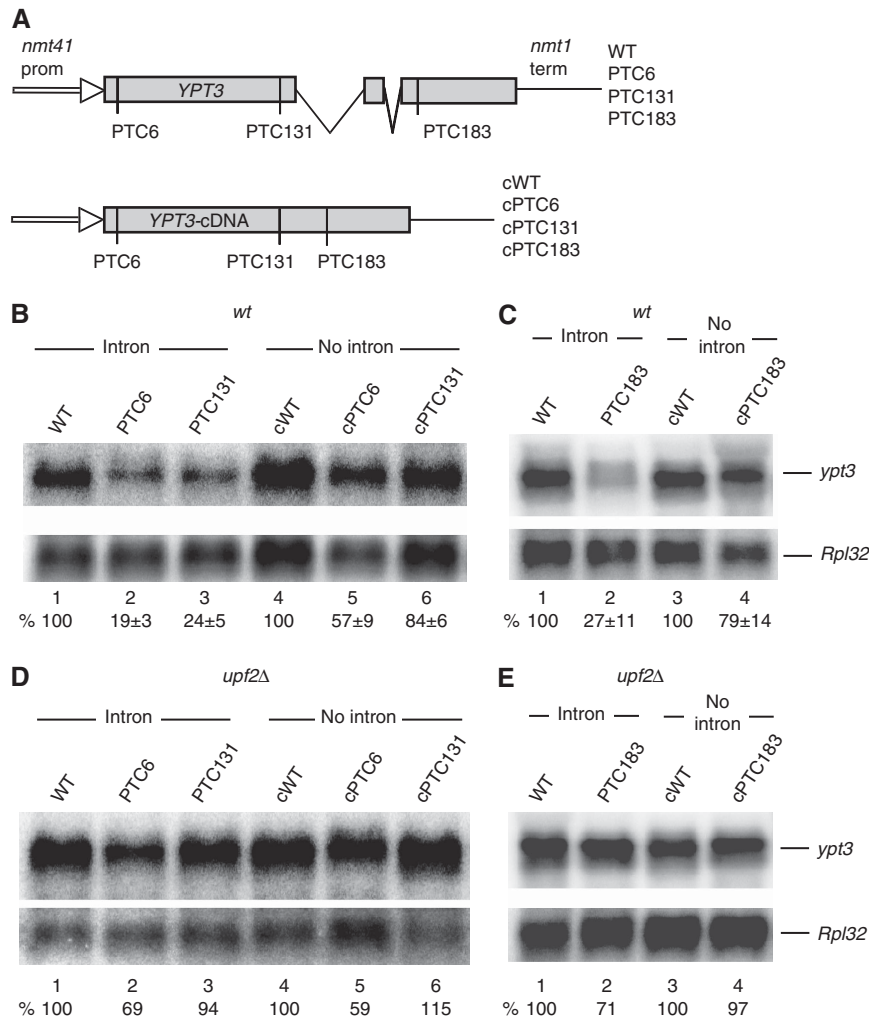 A
nmt41 prom
nmt1 term
WT
PTC6
PTC131
PTC183
YPT3
PTC6 PTC131 PTC183
cWT
cPTC6
cPTC131
cPTC183
YPT3-cDNA
PTC6 PTC131 PTC183
B
wt
Intron No intron
WT PTC6 PTC131 cWT cPTC6 cPTC131
1 2 3 4 5 6
% 100 19±3 24±5 100 57±9 84±6
C
wt
Intron No intron
WT PTC183 cWT cPTC183
ypt3
Rpl32
1 2 3 4
% 100 27±11 100 79±14
D
upf2Δ
Intron No intron
WT PTC6 PTC131 cWT cPTC6 cPTC131
1 2 3 4 5 6
% 100 69 94 100 59 115
E
upf2Δ
Intron No intron
WT PTC183 cWT cPTC183
ypt3
Rpl32
1 2 3 4
% 100 71 100 97